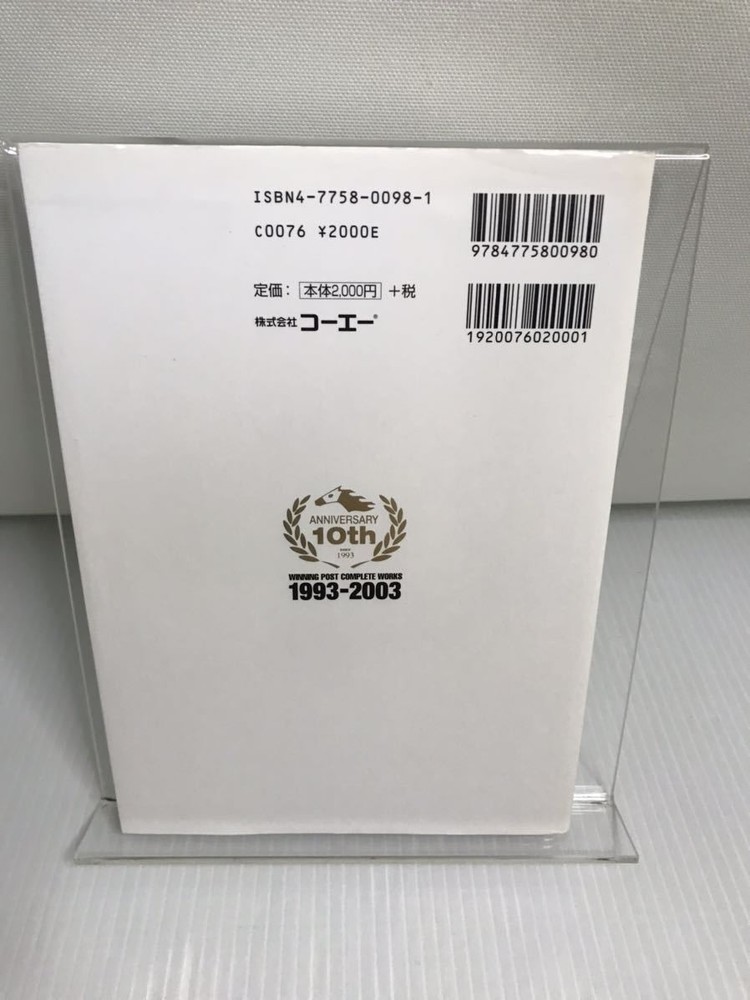 ISBN4-7758-0098-1
C0076 ¥2000E
9784775800980
定価： 本体2,000円 +税
株式会社 コーエー®
1920076020001
ANNIVERSARY
10th
SINCE
1993
WINNING POST COMPLETE WORKS
1993-2003